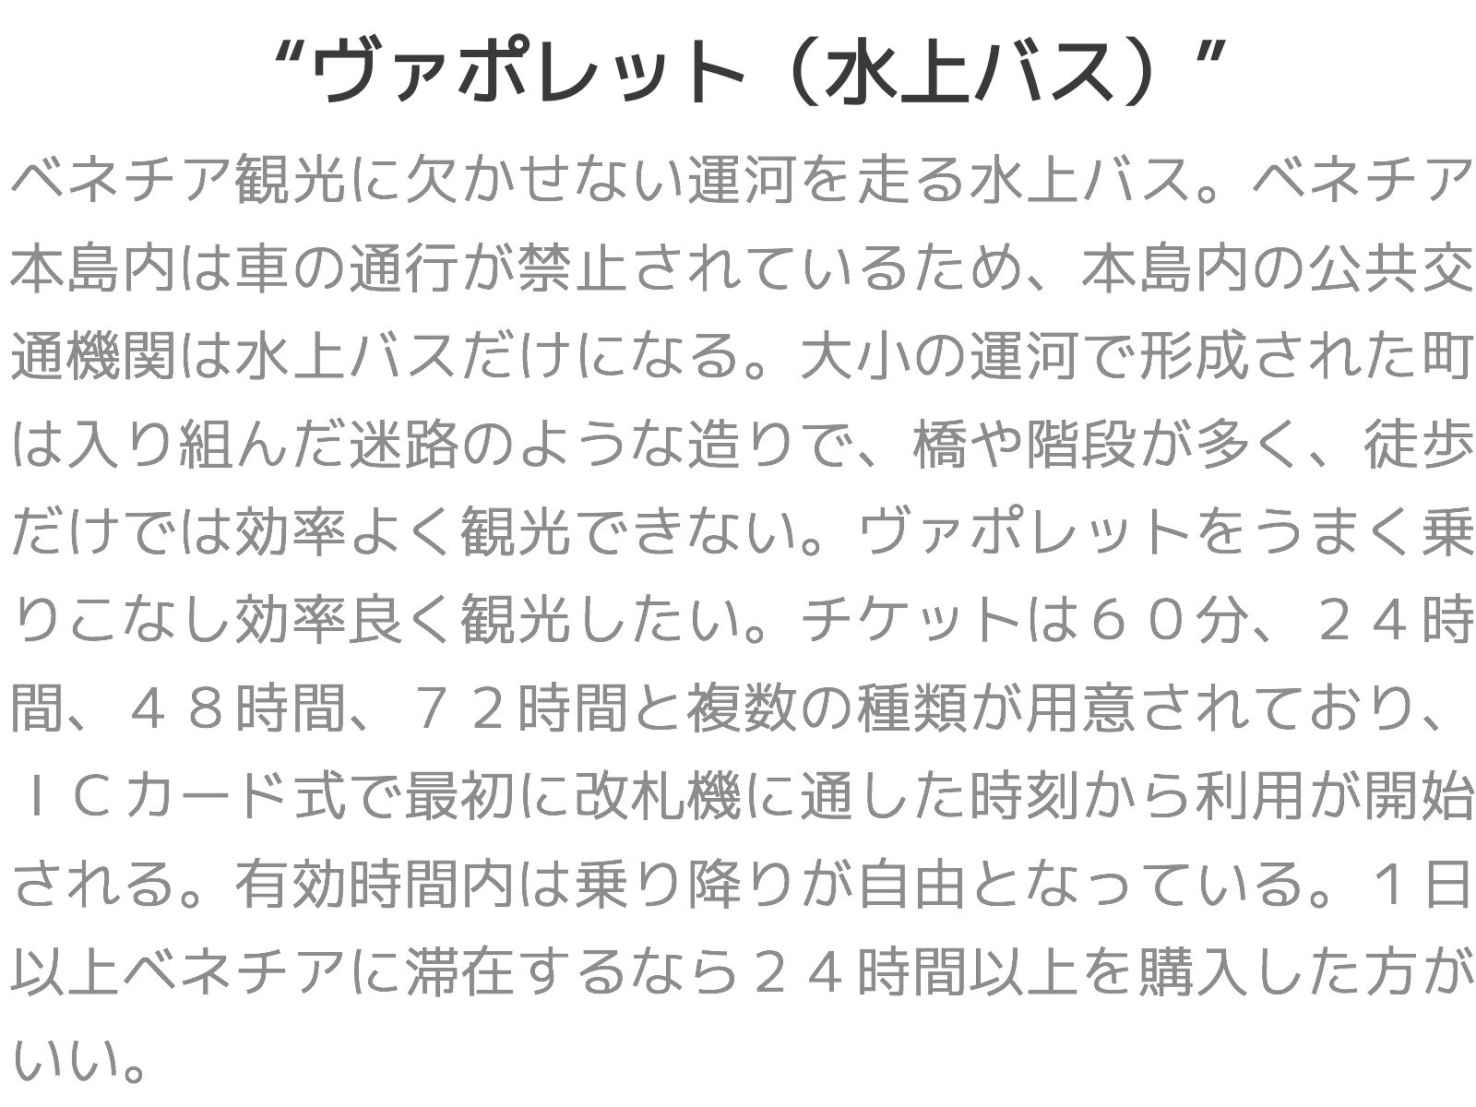 “ヴァポレット（水上バス）”
ベネチア観光に欠かせない運河を走る水上バス。ベネチア
本島内は車の通行が禁止されているため、本島内の公共交
通機関は水上バスだけになる。大小の運河で形成された町
は入り組んだ迷路のような造りで、橋や階段が多く、徒歩
だけでは効率よく観光できない。ヴァポレットをうまく乗
りこなし効率良く観光したい。チケットは６０分、２４時
間、４８時間、７２時間と複数の種類が用意されており、
ＩＣカード式で最初に改札機に通した時刻から利用が開始
される。有効時間内は乗り降りが自由となっている。１日
以上ベネチアに滞在するなら２４時間以上を購入した方が
いい。